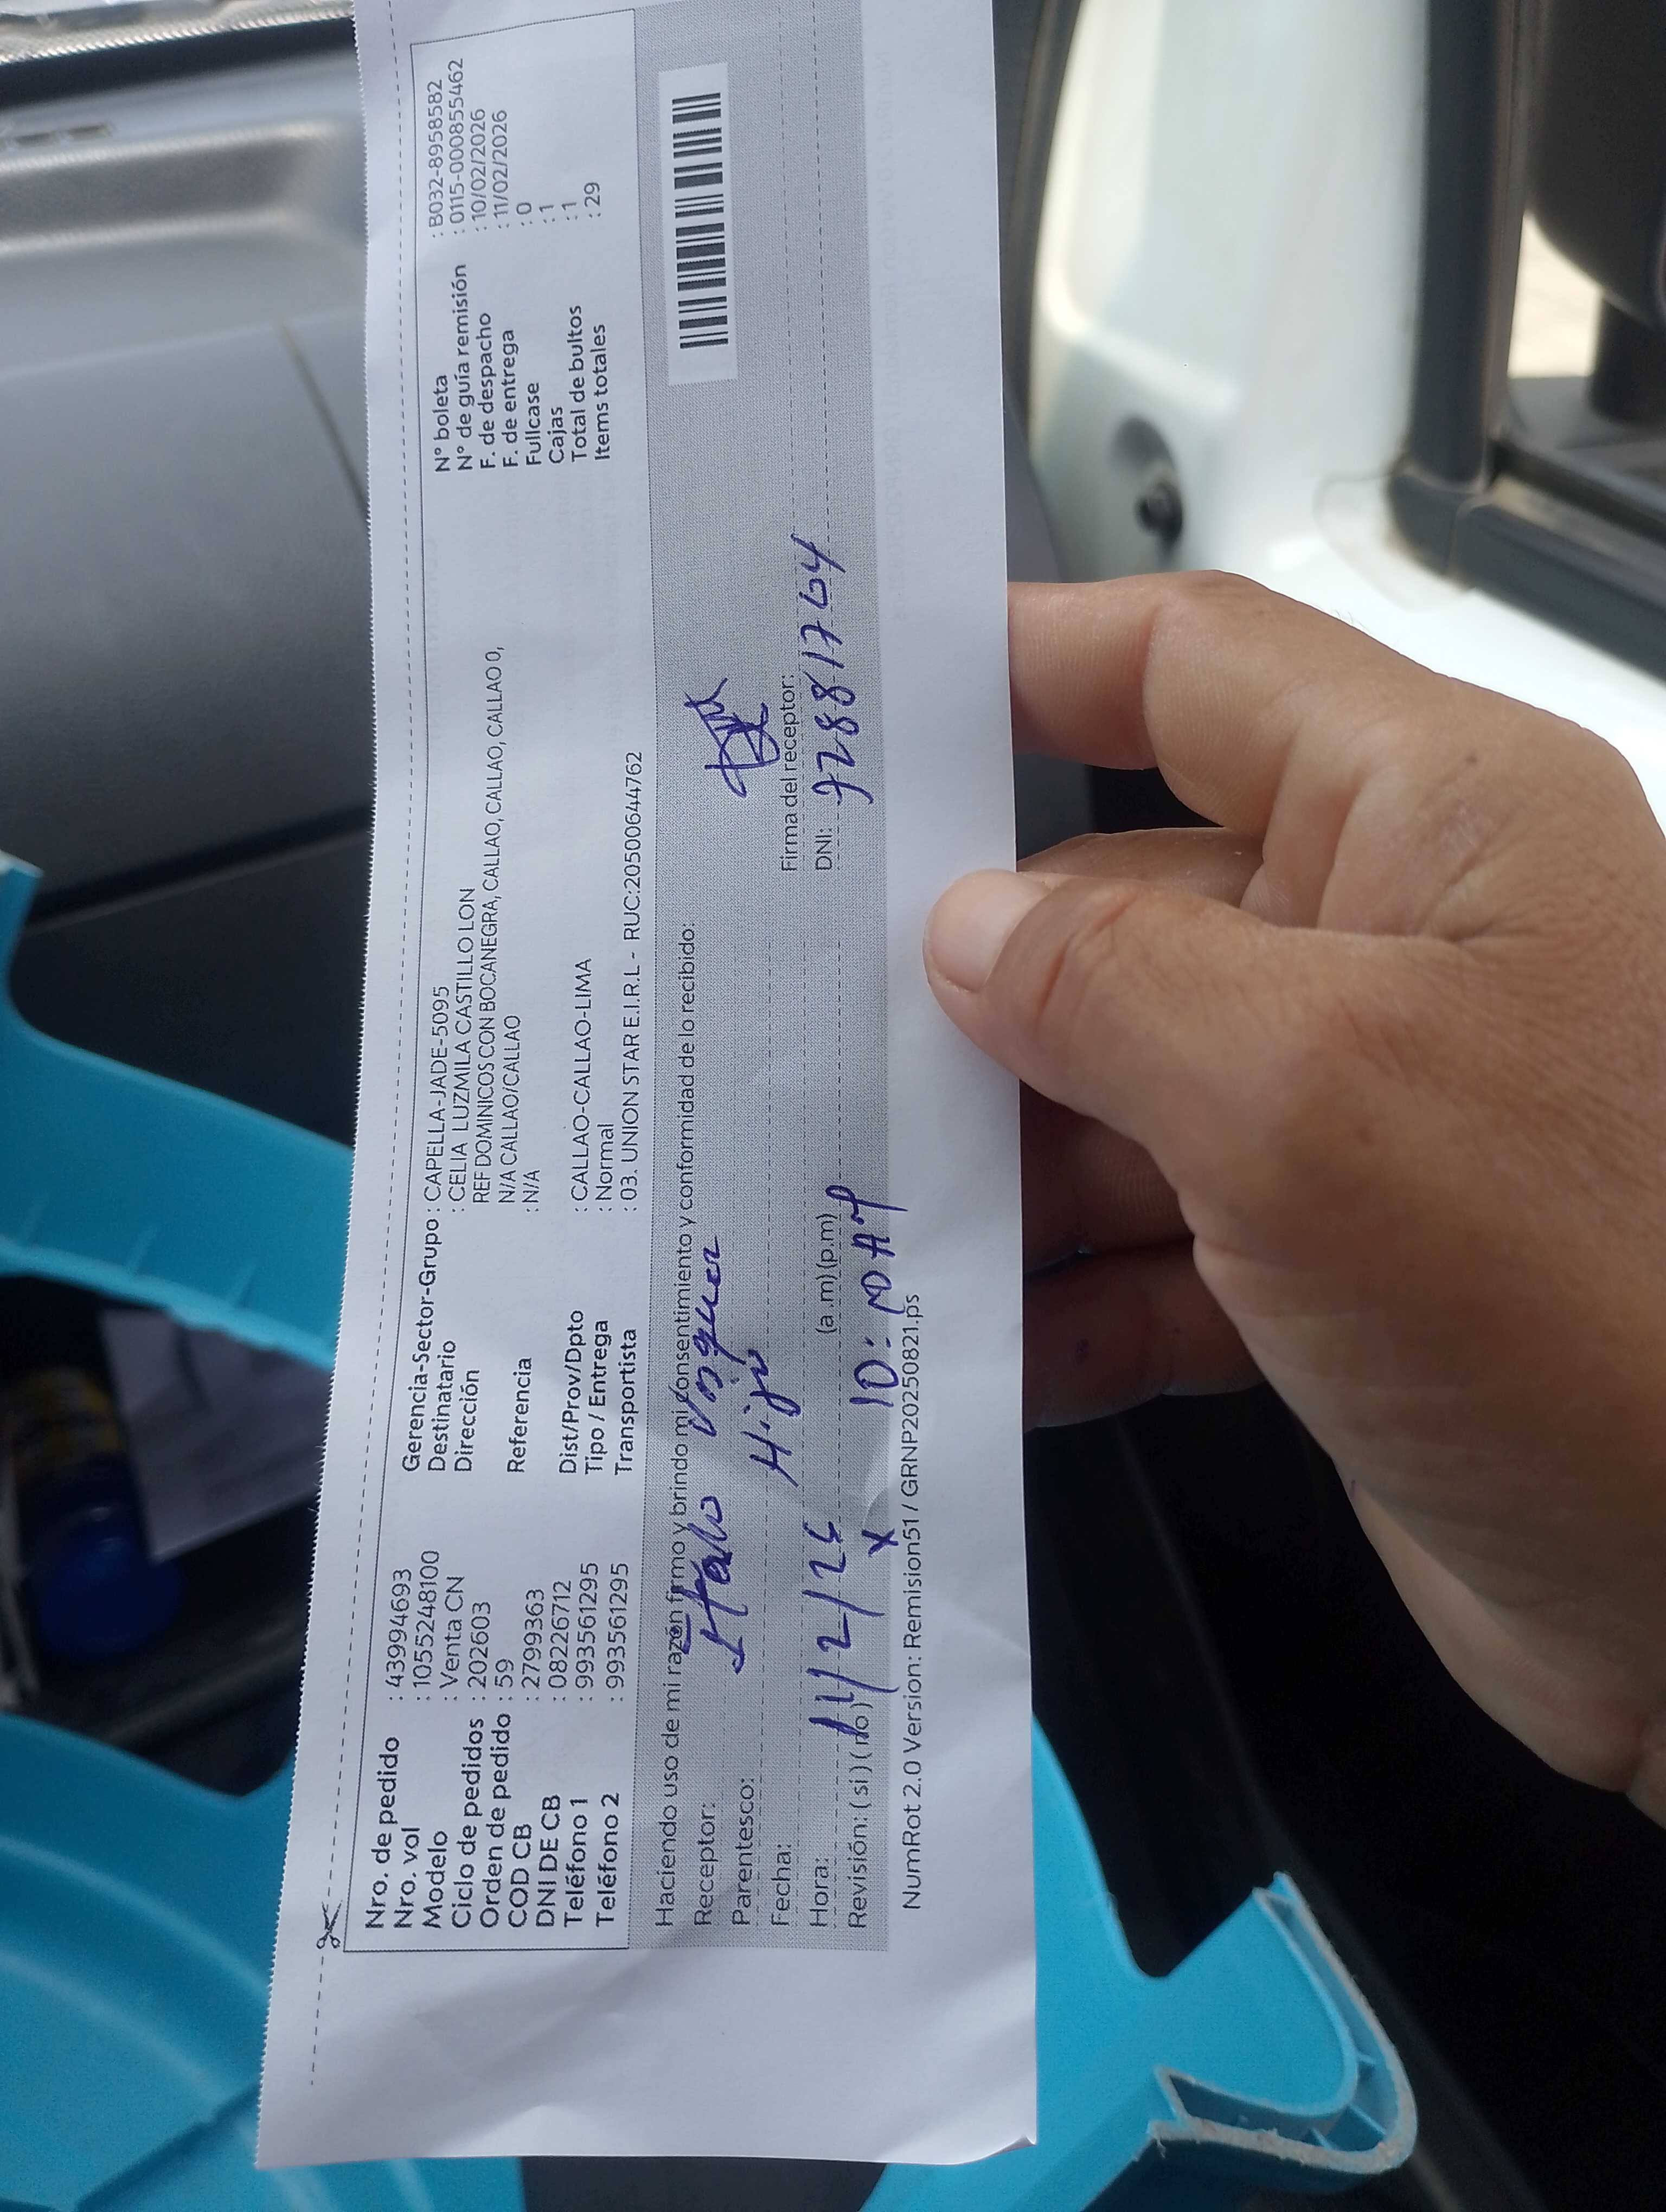 Nro. de pedido : 43994693
Nro. vol : 1055248100
Modelo : Venta CN
Ciclo de pedidos : 202603
Orden de pedido : 59
COD CB : 2799363
DNI DE CB : 08226712
Teléfono 1 : 993561295
Teléfono 2 : 993561295
Gerencia-Sector-Grupo : CAPELLA-JADE-5095
Destinatario : CELIA LUZMILA CASTILLO LON
Dirección REF DOMINICOS CON BOCANEGRA, CALLAO, CALLAO, CALLAO, CALLAO 0,
N/A CALLAO/CALLAO
Referencia : N/A
Dist/Prov/Dpto : CALLAO-CALLAO-LIMA
Tipo / Entrega : Normal
Transportista : 03. UNION STAR E.I.R.L - RUC:20500644762
N° boleta : B032-8958582
N° de guía remisión : 0115-000855462
F. de despacho : 10/02/2026
F. de entrega : 11/02/2026
Fullcase : 0
Cajas : 1
Total de bultos : 1
Items totales : 29
Haciendo uso de mi razón firmo y brindo mi consentimiento y conformidad de lo recibido:
Receptor: Italo
Parentesco: Hijo
Firma del receptor:
Fecha: 11/2/26
DNI: 72881764
Hora: (a.m) (p.m)
Revisión: ( si ) ( no ) x
NumRot 2.0 Version: Remision51 / GRNP20250821.ps